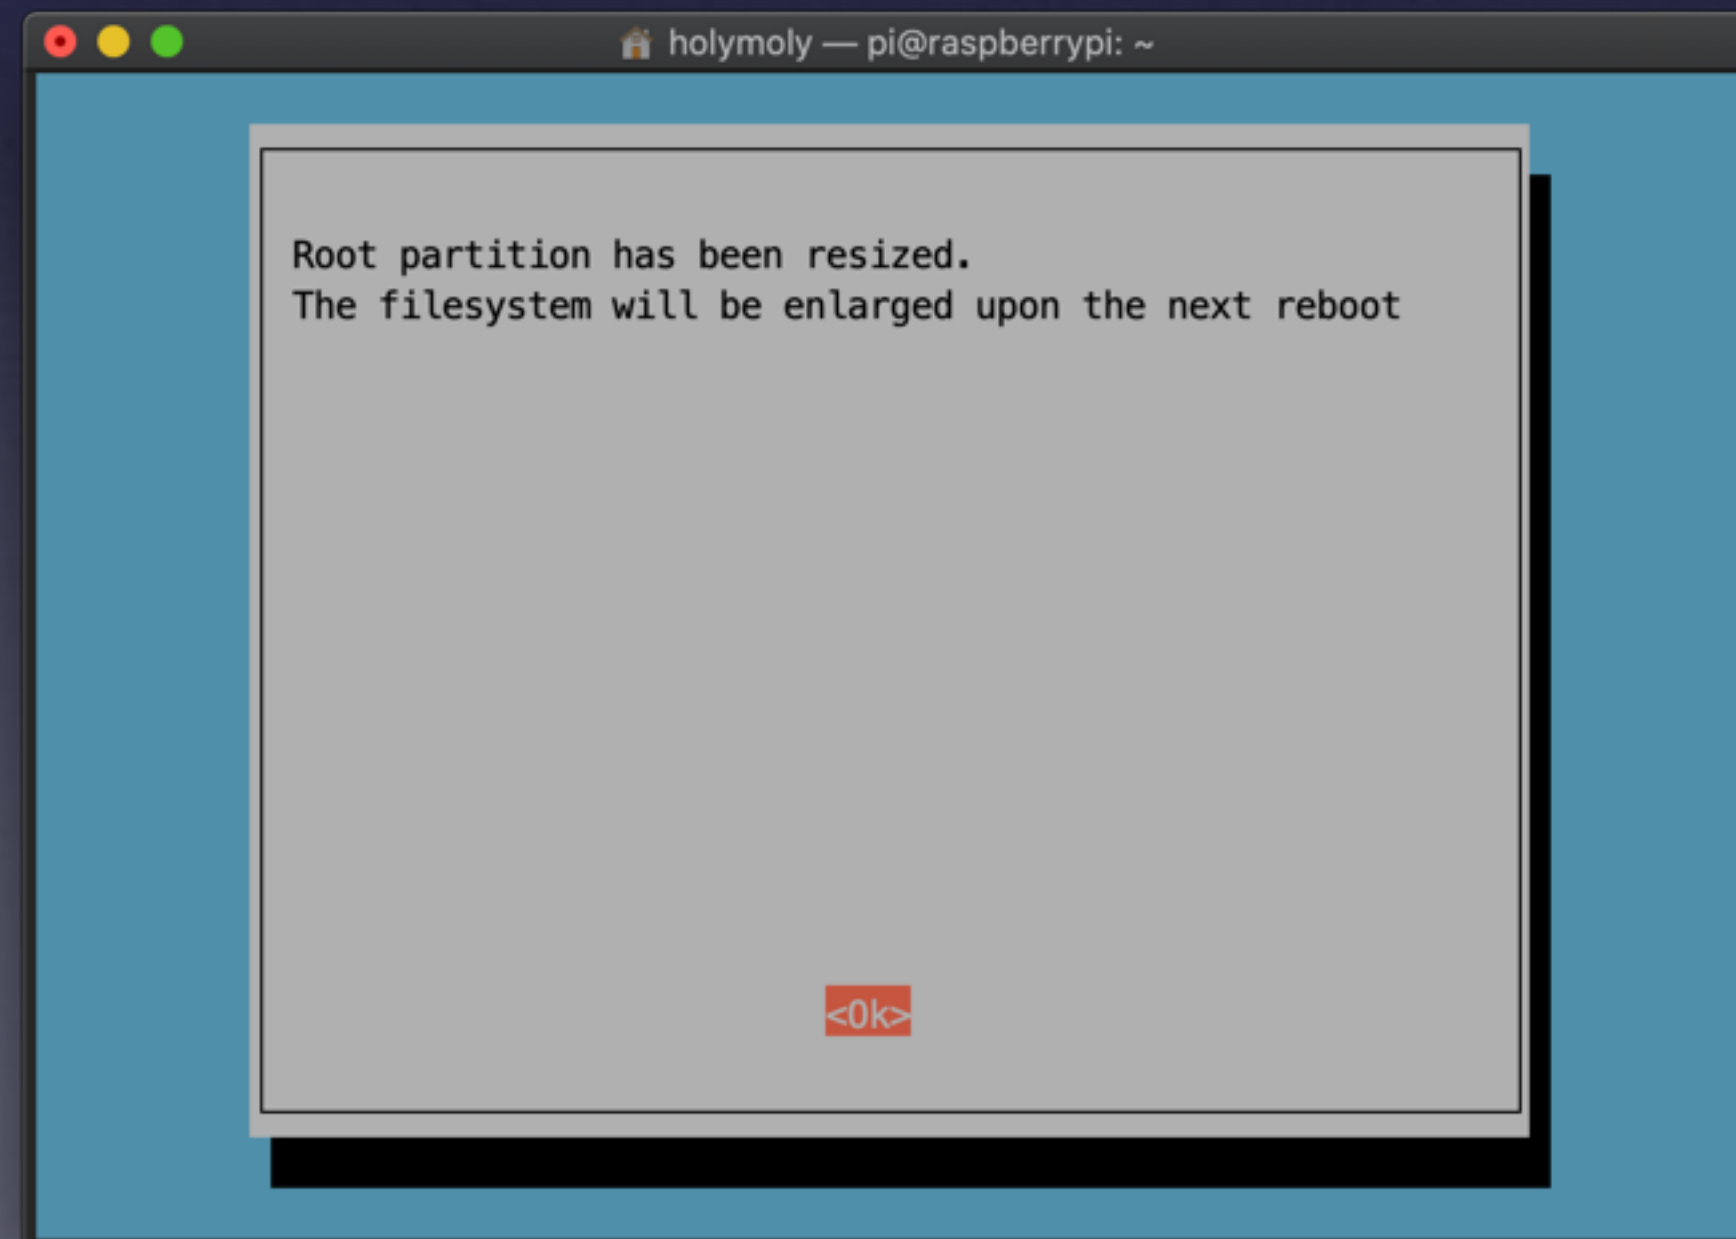 holymoly — pi@raspberrypi: ~
Root partition has been resized.
The filesystem will be enlarged upon the next reboot
<Ok>